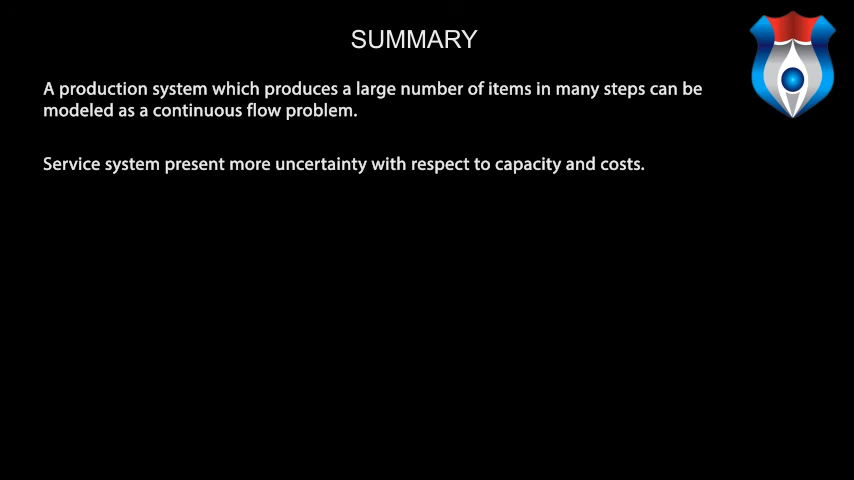 SUMMARY
A production system which produces a large number of items in many steps can be
modeled as a continuous flow problem.
Service system present more uncertainty with respect to capacity and costs.